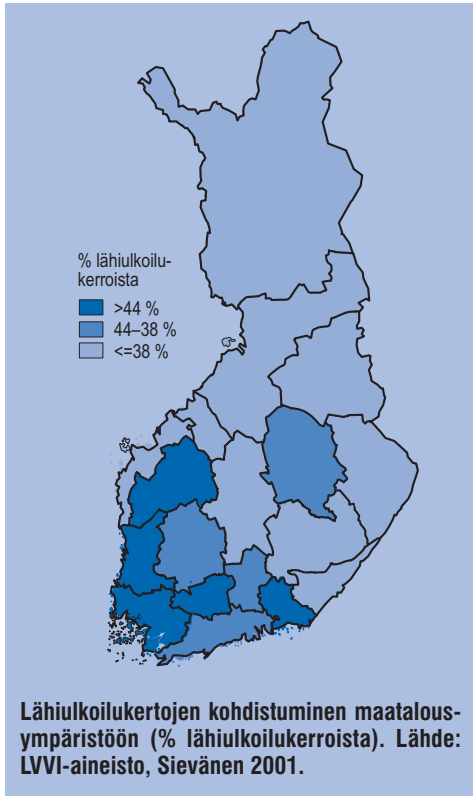 % lähiulkoilu-
kerroista
>44 %
44–38 %
<=38 %
Lähiulkoilukertojen kohdistuminen maatalous-
ympäristöön (% lähiulkoilukerroista). Lähde:
LVVI-aineisto, Sievänen 2001.